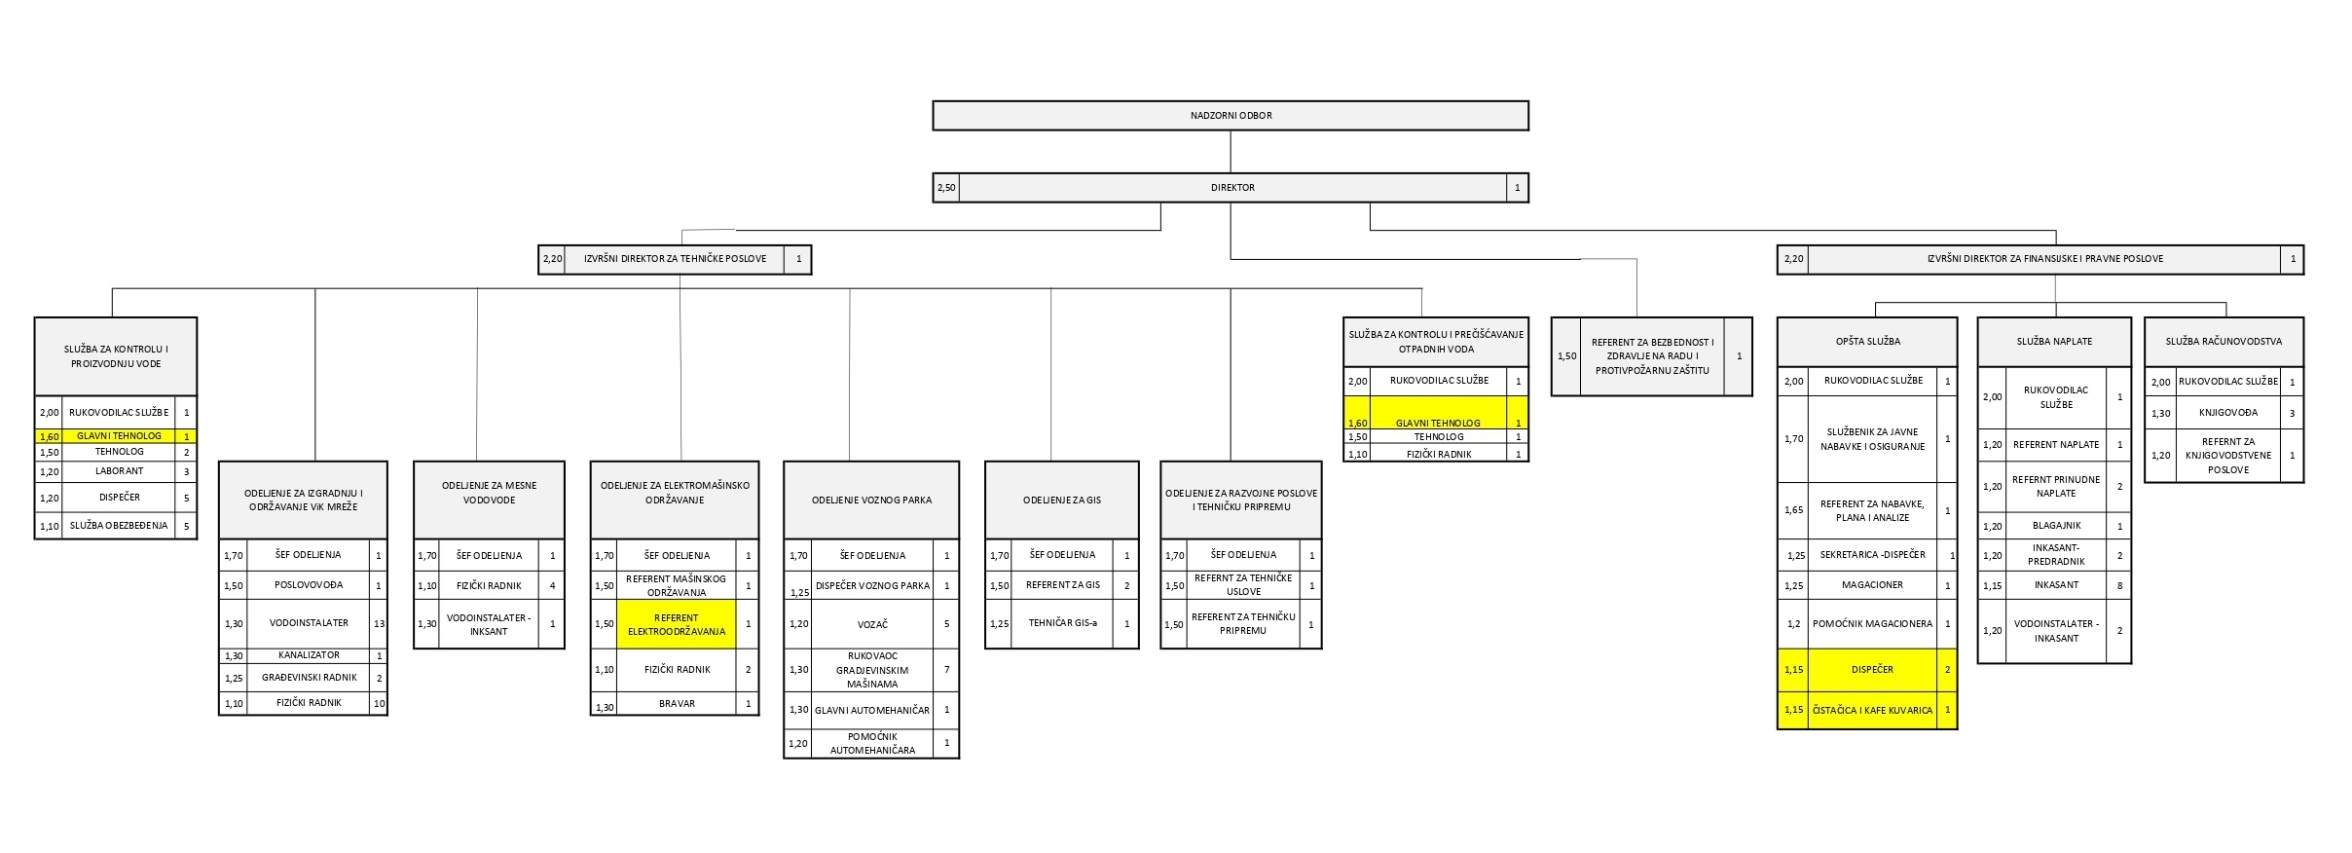 NADZORNI ODBOR
2,50 DIREKTOR 1
2,20 IZVRŠNI DIREKTOR ZA TEHNIČKE POSLOVE 1
2,20 IZVRŠNI DIREKTOR ZA FINANSIJSKE I PRAVNE POSLOVE 1
SLUŽBA ZA KONTROLU I
PROIZVODNJU VODE
2,00 RUKOVODILAC SLUŽBE 1
1,60 GLAVNI TEHNOLOG 1
1,50 TEHNOLOG 2
1,20 LABORANT 3
1,20 DISPEČER 5
1,10 SLUŽBA OBEZBEĐENJA 5
ODELJENJE ZA IZGRADNJU I
ODRŽAVANJE ViK MREŽE
1,70 ŠEF ODELJENJA 1
1,50 POSLOVOVOĐA 1
1,30 VODOINSTALATER 13
1,30 KANALIZATOR 1
1,25 GRAĐEVINSKI RADNIK 2
1,10 FIZIČKI RADNIK 10
ODELJENJE ZA MESNE
VODOVODE
1,70 ŠEF ODELJENJA 1
1,10 FIZIČKI RADNIK 4
1,30 VODOINSTALATER -
INKSANT 1
ODELJENJE ZA ELEKTROMAŠINSKO
ODRŽAVANJE
1,70 ŠEF ODELJENJA 1
1,50 REFERENT MAŠINSKOG
ODRŽAVANJA 1
1,50 REFERENT
ELEKTROODRŽAVANJA 1
1,10 FIZIČKI RADNIK 2
1,30 BRAVAR 1
ODELJENJE VOZNOG PARKA
1,70 ŠEF ODELJENJA 1
1,25 DISPEČER VOZNOG PARKA 1
1,20 VOZAČ 5
RUKOVAOC
1,30 GRADJEVINSKIM 7
MAŠINAMA
1,30 GLAVNI AUTOMEHANIČAR 1
1,20 POMOĆNIK
AUTOMEHANIČARA 1
ODELJENJE ZA GIS
1,70 ŠEF ODELJENJA 1
1,50 REFERENT ZA GIS 2
1,25 TEHNIČAR GIS-a 1
ODELJENJE ZA RAZVOJNE POSLOVE
I TEHNIČKU PRIPREMU
1,70 ŠEF ODELJENJA 1
1,50 REFERNT ZA TEHNIČKE
USLOVE 1
1,50 REFERENT ZA TEHNIČKU
PRIPREMU 1
SLUŽBA ZA KONTROLU I PREČIŠĆAVANJE
OTPADNIH VODA
2,00 RUKOVODILAC SLUŽBE 1
1,60 GLAVNI TEHNOLOG 1
1,50 TEHNOLOG 1
1,10 FIZIČKI RADNIK 1
REFERENT ZA BEZBEDNOST I
1,50 ZDRAVLJE NA RADU I 1
PROTIVPOŽARNU ZAŠTITU
OPŠTA SLUŽBA
2,00 RUKOVODILAC SLUŽBE 1
1,70 SLUŽBENIK ZA JAVNE
NABAVKE I OSIGURANJE 1
1,65 REFERENT ZA NABAVKE,
PLANA I ANALIZE 1
1,25 SEKRETARICA -DISPEČER 1
1,25 MAGACIONER 1
1,2 POMOĆNIK MAGACIONERA 1
1,15 DISPEČER 2
1,15 ČISTAČICA I KAFE KUVARICA 1
SLUŽBA NAPLATE
2,00 RUKOVODILAC
SLUŽBE 1
1,20 REFERENT NAPLATE 1
1,20 REFERNT PRINUDNE
NAPLATE 2
1,20 BLAGAJNIK 1
1,20 INKASANT-
PREDRADNIK 2
1,15 INKASANT 8
1,20 VODOINSTALATER -
INKASANT 2
SLUŽBA RAČUNOVODSTVA
2,00 RUKOVODILAC SLUŽBE 1
1,30 KNJIGOVOĐA 3
REFERNT ZA
1,20 KNJIGOVODSTVENE 1
POSLOVE